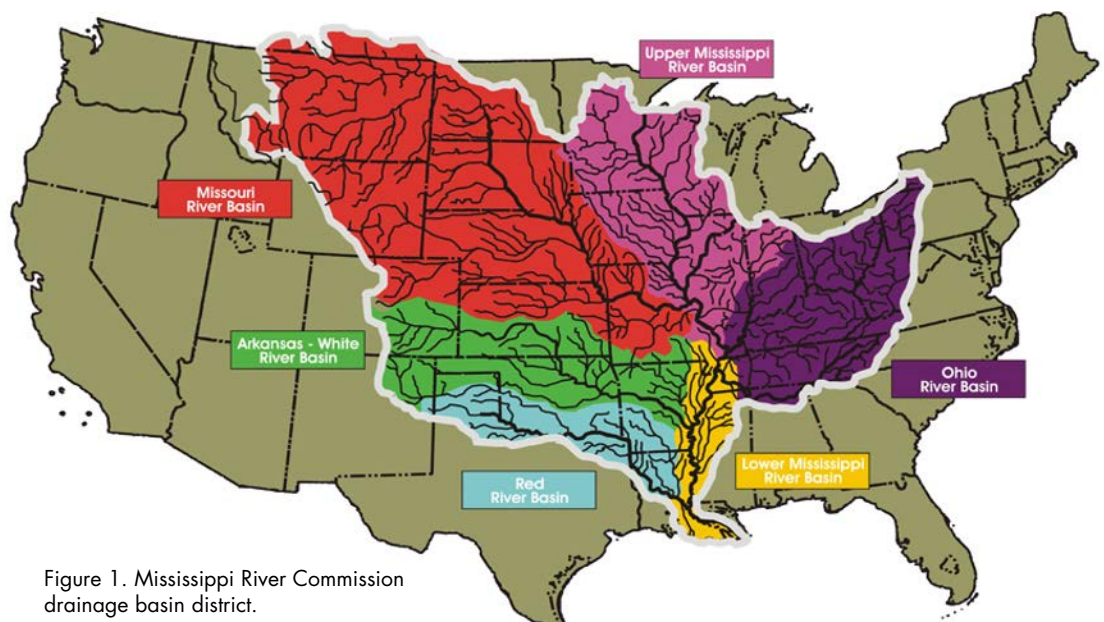 Upper Mississippi
River Basin
Missouri
River Basin
Arkansas - White
River Basin
Ohio
River Basin
Lower Mississippi
River Basin
Red
River Basin
Figure 1. Mississippi River Commission
drainage basin district.